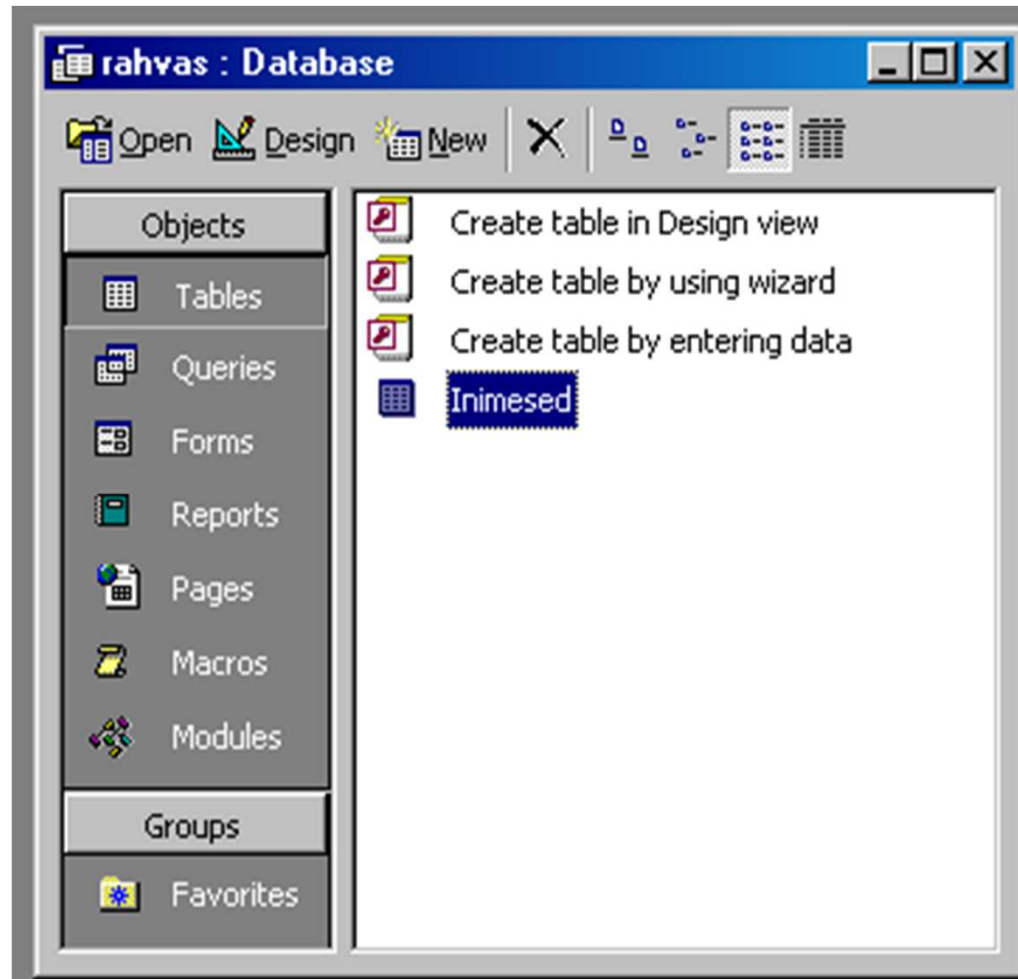 rahvas : Database
Open Design New
Objects
Tables
Queries
Forms
Reports
Pages
Macros
Modules
Groups
Favorites
Create table in Design view
Create table by using wizard
Create table by entering data
Inimesed